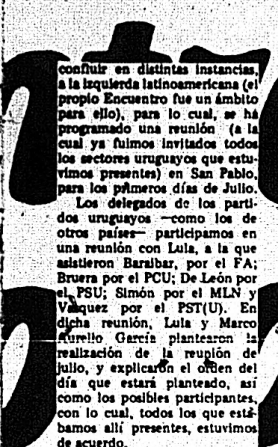 confluir en distintas instancias,
a la izquierda latinoamericana (el
propio Encuentro fue un ámbito
para ello), para lo cual, se há
programado una reunión (a la
cual ya fuimos invitados todos
los sectores uruguayos que estu-
vimos presentes) en San Pablo,
para los primeros días de Julio.
Los delegados de los parti-
dos uruguayos —como los de
otros países— participamos en
una reunión con Lula, a la que
asistieron Baraibar, por el FA;
Bruera por el PCU; De León por
el PSU; Simón por el MLN y
Vázquez por el PST(U). En
dicha reunión, Lula y Marco
Aurelio García plantearon la
realización de la reunión de
julio, y explicarón el orden del
día que estará planteado, así
como los posibles participantes,
con lo cual, todos los que está-
bamos allí presentes, estuvimos
de acuerdo.